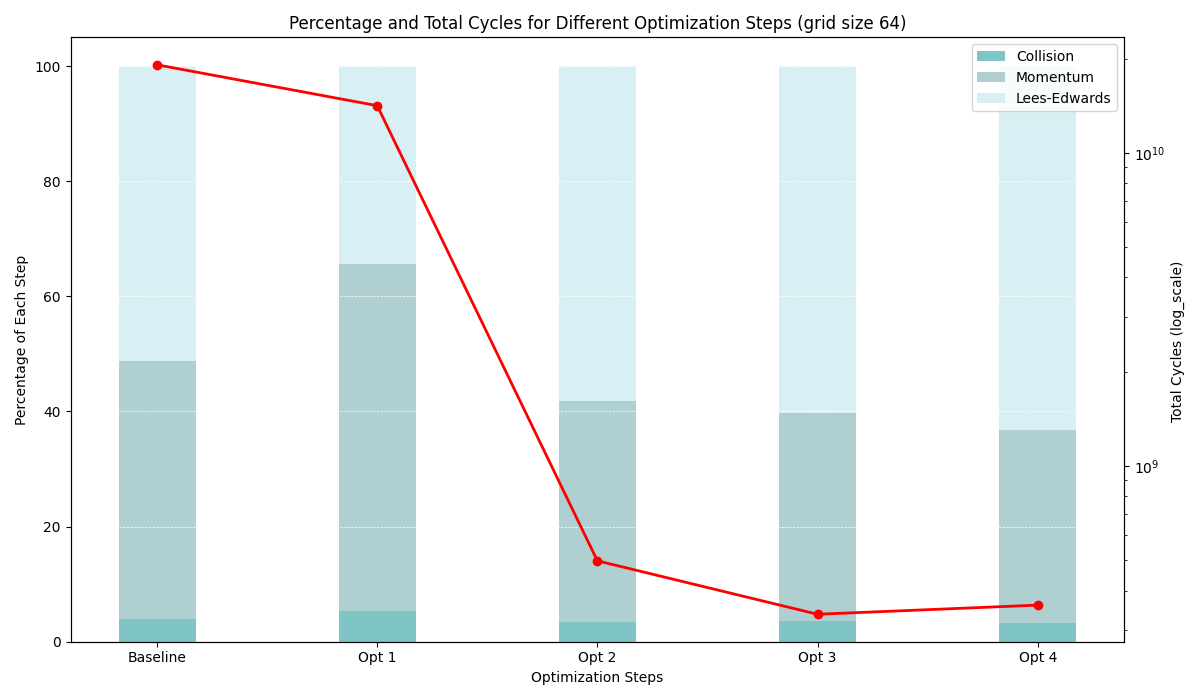 Percentage and Total Cycles for Different Optimization Steps (grid size 64)
Collision
Momentum
Lees-Edwards
Percentage of Each Step
100
80
60
40
20
0
10¹⁰
10⁹
Total Cycles (log_scale)
Baseline
Opt 1
Opt 2
Opt 3
Opt 4
Optimization Steps